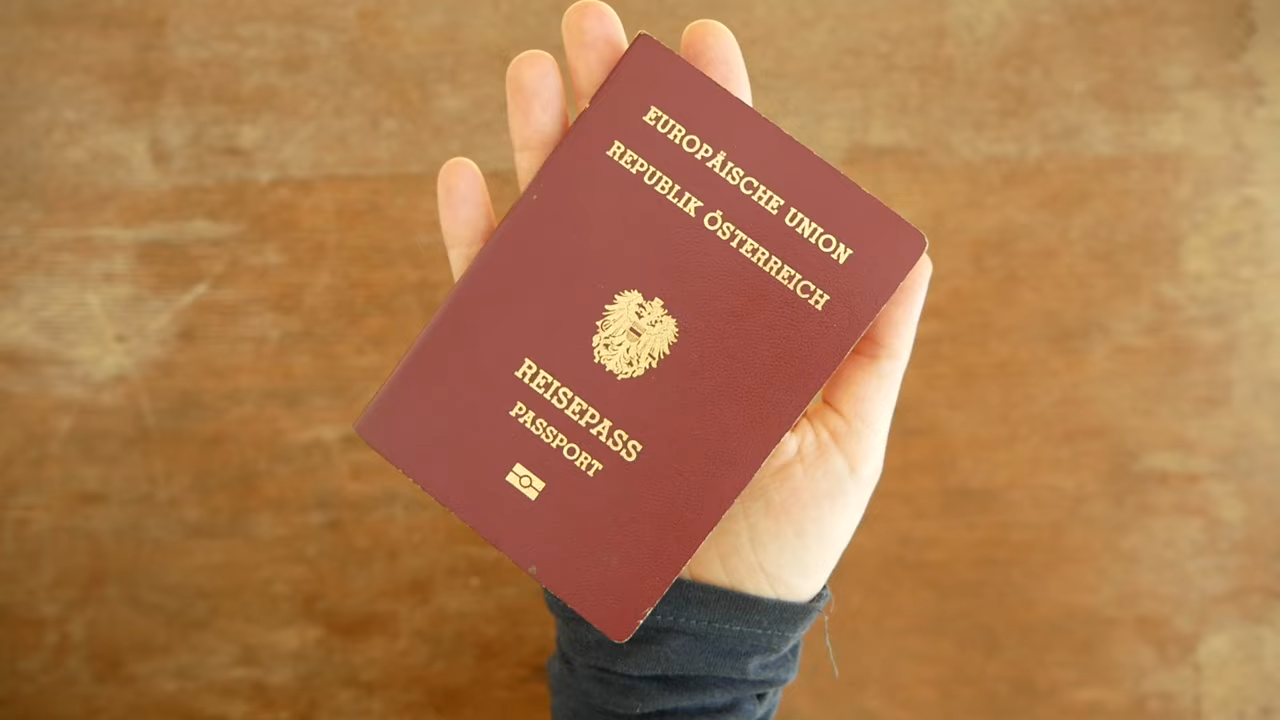 EUROPÄISCHE UNION
REPUBLIK ÖSTERREICH
REISEPASS
PASSPORT